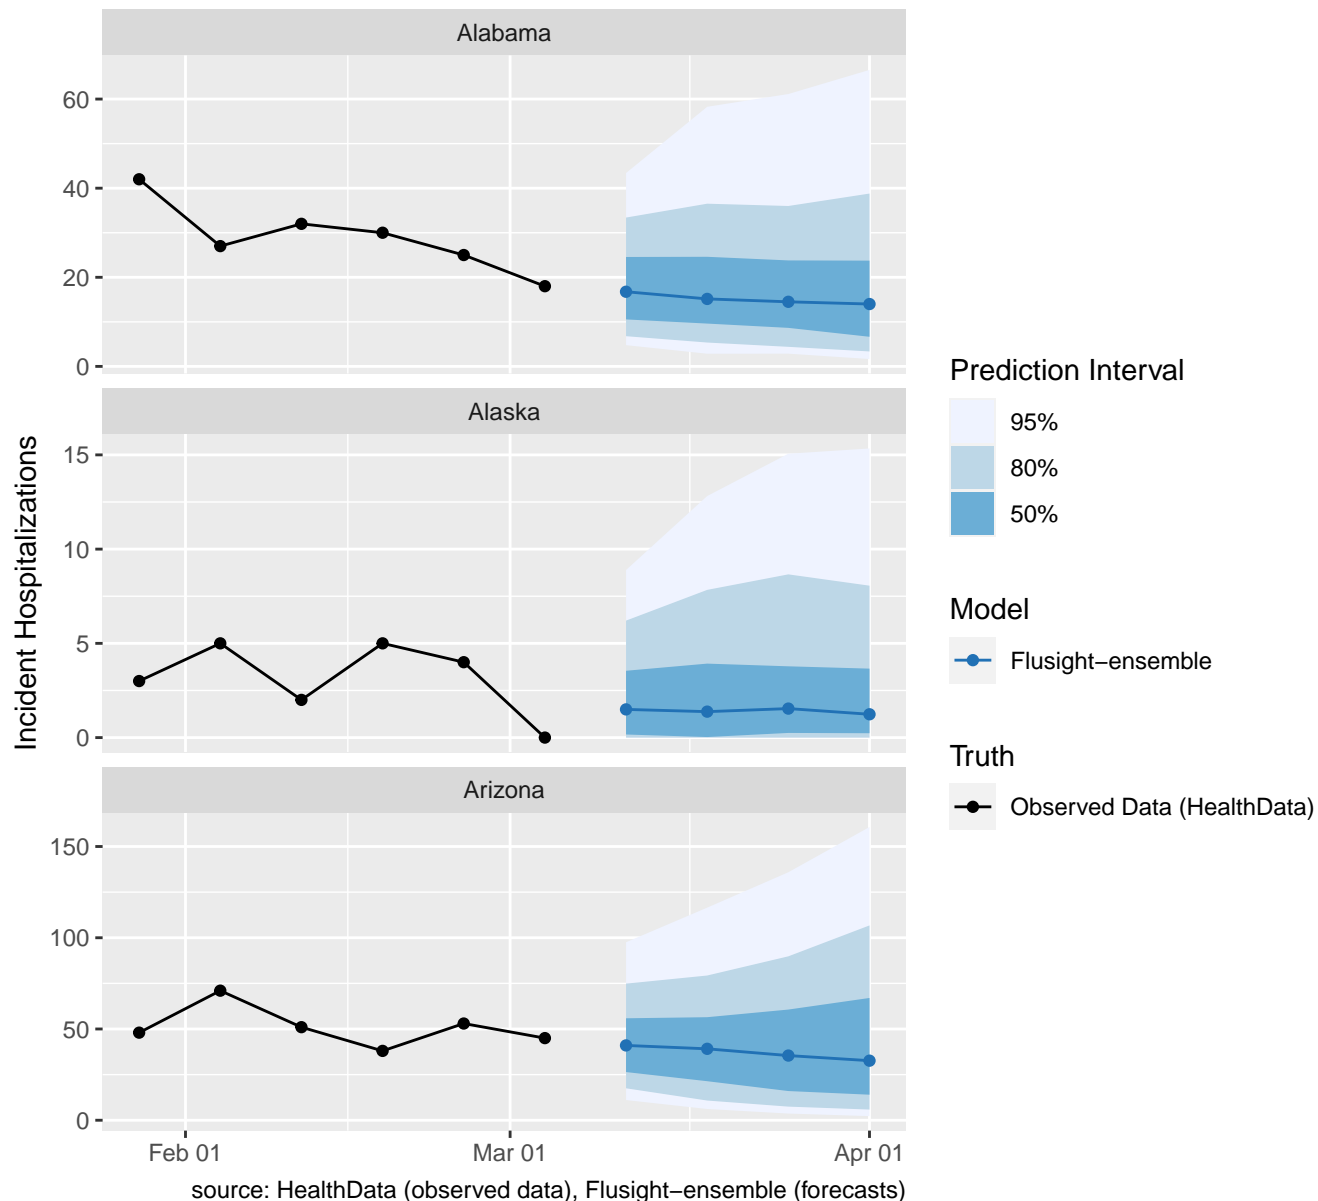 Alabama
60
40
20
0
Alaska
15
10
5
0
Arizona
150
100
50
0
Incident Hospitalizations
Feb 01
Mar 01
Apr 01
source: HealthData (observed data), Flusight−ensemble (forecasts)
Prediction Interval
95%
80%
50%
Model
Flusight−ensemble
Truth
Observed Data (HealthData)